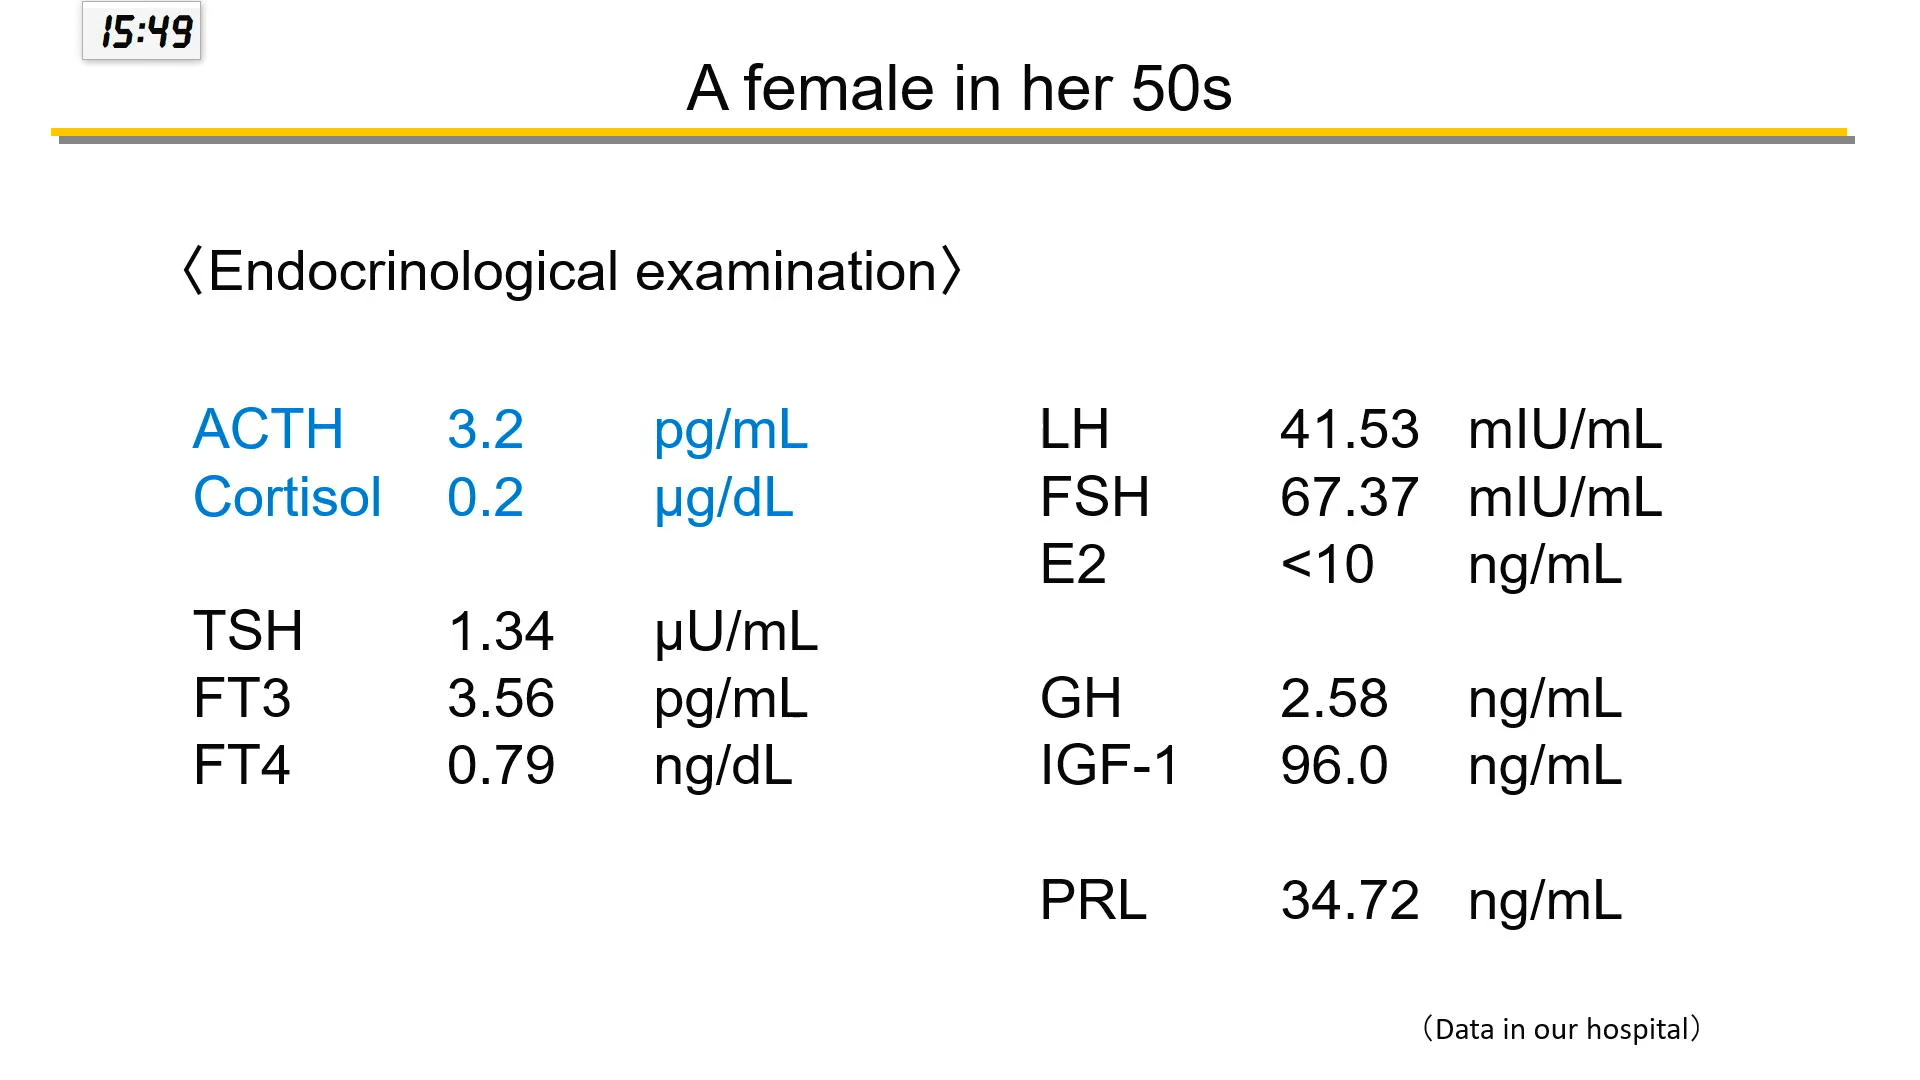 15:49
A female in her 50s
〈Endocrinological examination〉
ACTH 3.2 pg/mL
Cortisol 0.2 μg/dL
TSH 1.34 μU/mL
FT3 3.56 pg/mL
FT4 0.79 ng/dL
LH 41.53 mIU/mL
FSH 67.37 mIU/mL
E2 <10 ng/mL
GH 2.58 ng/mL
IGF-1 96.0 ng/mL
PRL 34.72 ng/mL
（Data in our hospital）